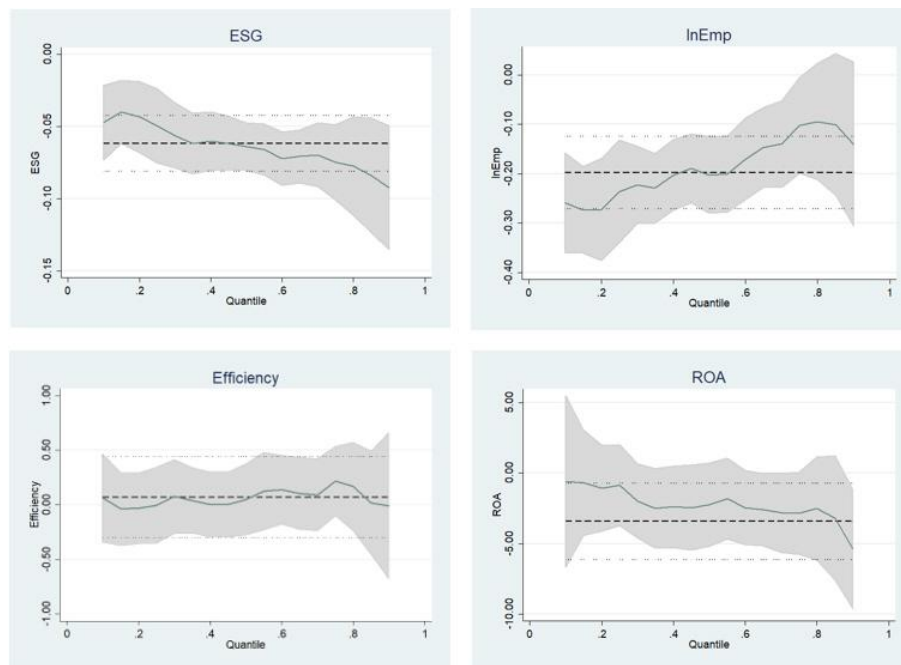 ESG
0.00
-0.05
-0.10
-0.15
ESG
0 .2 .4 .6 .8 1
Quantile
lnEmp
0.00
-0.10
-0.20
-0.30
-0.40
lnEmp
0 .2 .4 .6 .8 1
Quantile
Efficiency
1.00
0.50
0.00
-0.50
-1.00
Efficiency
0 .2 .4 .6 .8 1
Quantile
ROA
5.00
0.00
-5.00
-10.00
ROA
0 .2 .4 .6 .8 1
Quantile